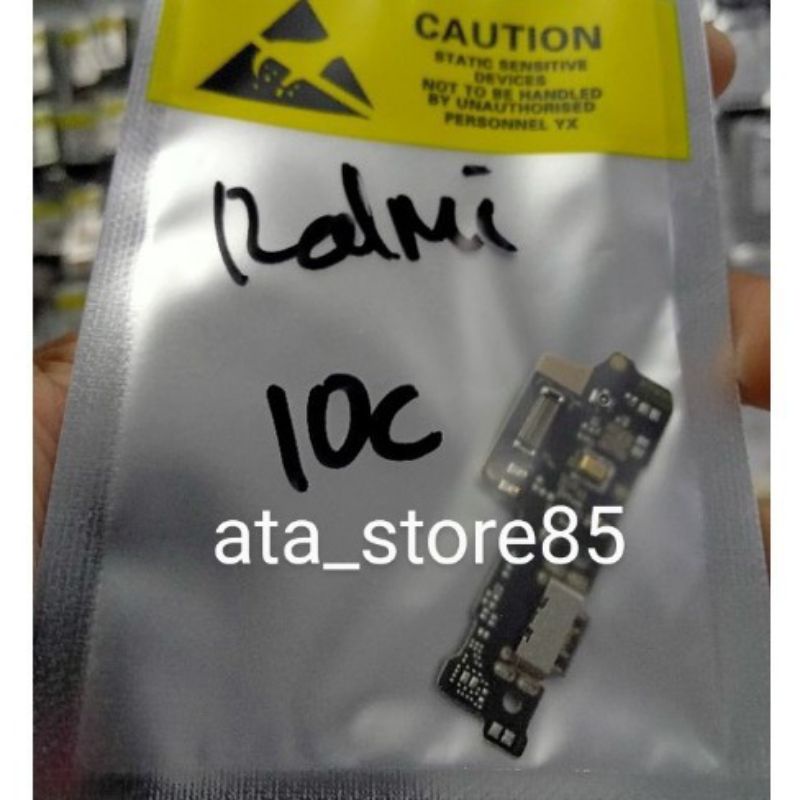 CAUTION
STATIC SENSITIVE
DEVICES
NOT TO BE HANDLED
BY UNAUTHORISED
PERSONNEL YX
Redmi
10C
ata_store85